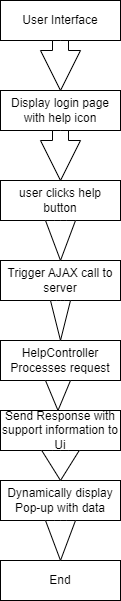 User Interface
Display login page
with help icon
user clicks help
button
Trigger AJAX call to
server
HelpController
Processes request
Send Response with
support information to
Ui
Dynamically display
Pop-up with data
End